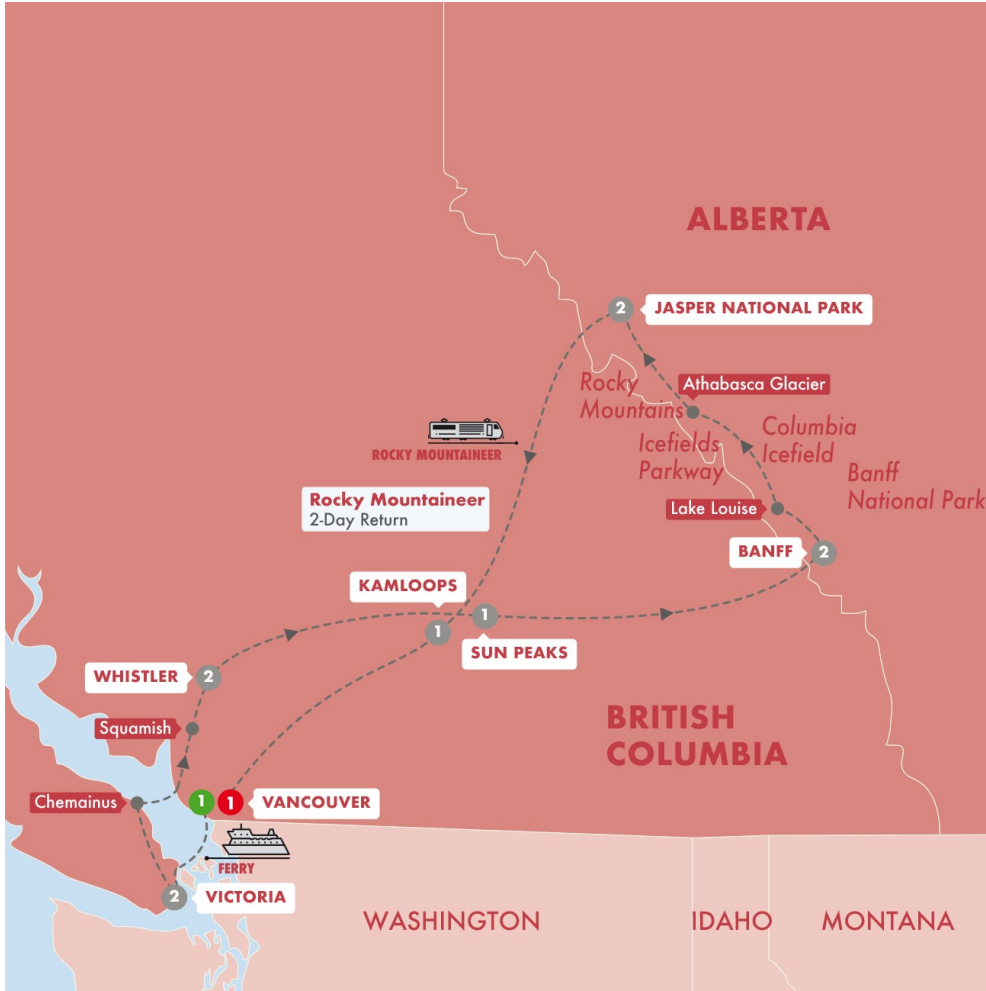 ALBERTA
2
JASPER NATIONAL PARK
Rocky
Mountains
Athabasca Glacier
Icefields
Parkway
Columbia
Icefield
Banff
National Park
ROCKY MOUNTAINEER
Rocky Mountaineer
2-Day Return
Lake Louise
BANFF
2
KAMLOOPS
1
1
SUN PEAKS
WHISTLER
2
Squamish
BRITISH
COLUMBIA
Chemainus
1
1
VANCOUVER
FERRY
2
VICTORIA
WASHINGTON
IDAHO
MONTANA